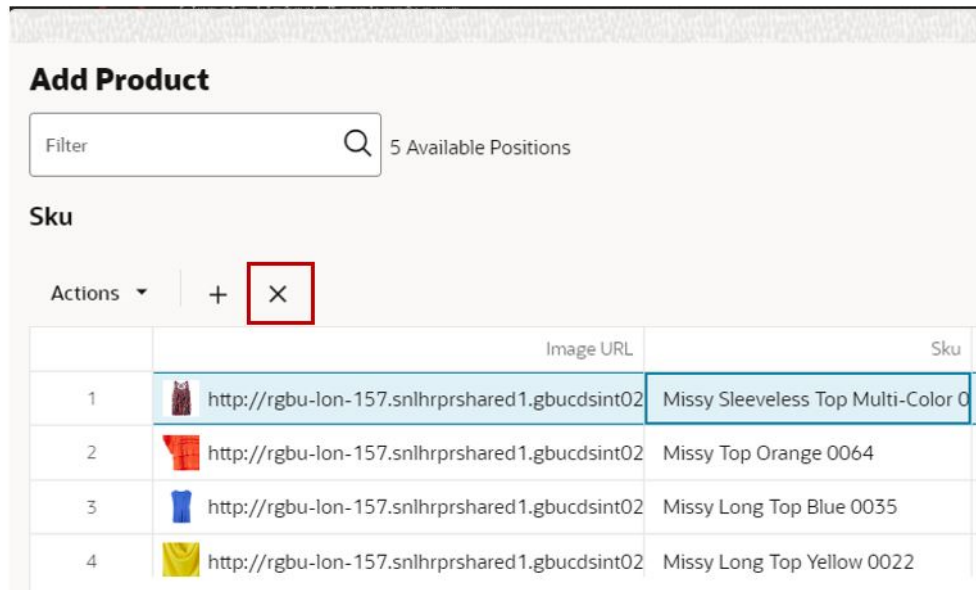 Add Product
Filter
5 Available Positions
Sku
Actions
Image URL Sku
1 http://rgbu-lon-157.snlhrprshared1.gbucdsint02 Missy Sleeveless Top Multi-Color 0
2 http://rgbu-lon-157.snlhrprshared1.gbucdsint02 Missy Top Orange 0064
3 http://rgbu-lon-157.snlhrprshared1.gbucdsint02 Missy Long Top Blue 0035
4 http://rgbu-lon-157.snlhrprshared1.gbucdsint02 Missy Long Top Yellow 0022